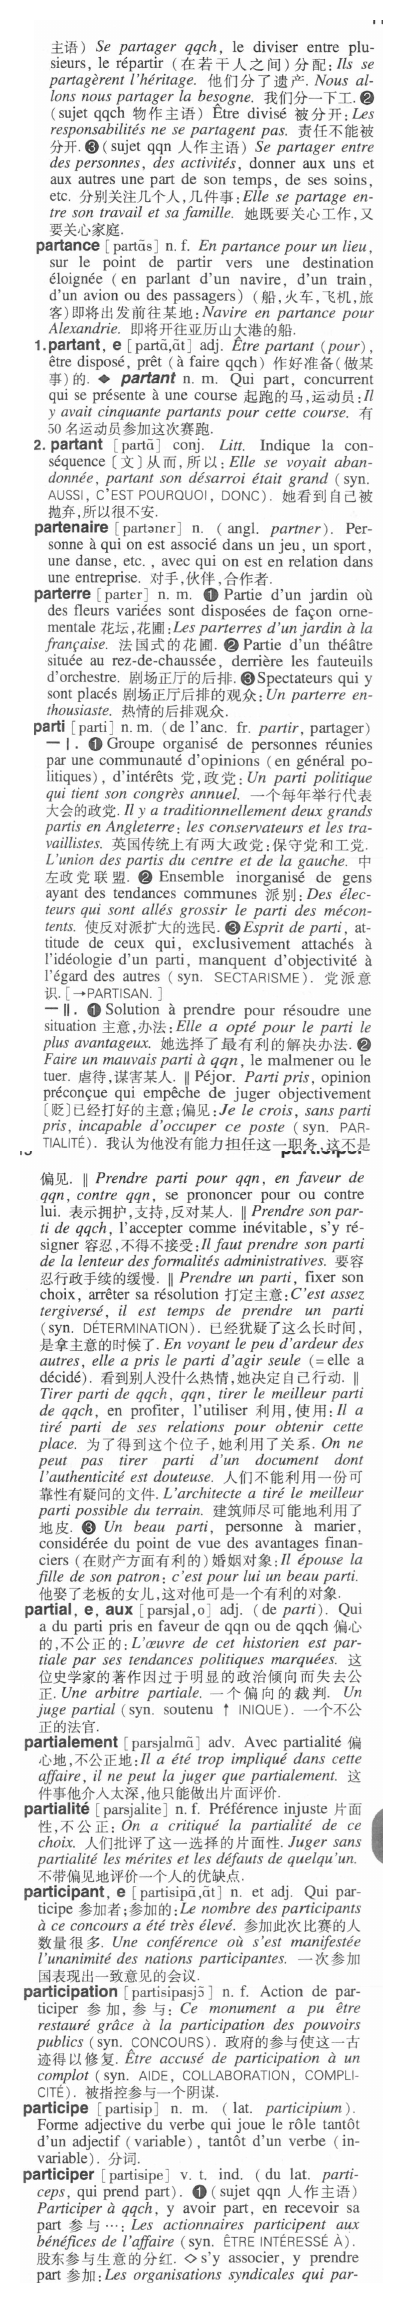 主语) Se partager qqch, le diviser entre plu-
sieurs, le répartir (在若干人之间)分配: Ils se
partagèrent l'héritage. 他们分了遗产. Nous al-
lons nous partager la besogne. 我们分一下工. ❷
(sujet qqch 物作主语) Être divisé 被分开: Les
responsabilités ne se partagent pas. 责任不能被
分开. ❸ (sujet qqn 人作主语) Se partager entre
des personnes, des activités, donner aux uns et
aux autres une part de son temps, de ses soins,
etc. 分别关注几个人,几件事: Elle se partage en-
tre son travail et sa famille. 她既要关心工作,又
要关心家庭.
partance [partɑ̃s] n. f. En partance pour un lieu,
sur le point de partir vers une destination
éloignée (en parlant d'un navire, d'un train,
d'un avion ou des passagers) (船,火车,飞机,旅
客)即将出发前往某地: Navire en partance pour
Alexandrie. 即将开往亚历山大港的船.
1. partant, e [partɑ̃,ɑ̃t] adj. Être partant (pour),
être disposé, prêt (à faire qqch) 作好准备(做某
事)的. ◆ partant n. m. Qui part, concurrent
qui se présente à une course 起跑的马,运动员: Il
y avait cinquante partants pour cette course. 有
50 名运动员参加这次赛跑.
2. partant [partɑ̃] conj. Litt. Indique la con-
séquence [文]从而,所以: Elle se voyait aban-
donnée, partant son désarroi était grand (syn.
AUSSI, C'EST POURQUOI, DONC). 她看到自己被
抛弃,所以很不安.
partenaire [partənɛr] n. (angl. partner). Per-
sonne à qui on est associé dans un jeu, un sport,
une danse, etc., avec qui on est en relation dans
une entreprise. 对手,伙伴,合作者.
parterre [partɛr] n. m. ❶ Partie d'un jardin où
des fleurs variées sont disposées de façon orne-
mentale 花坛,花圃: Les parterres d'un jardin à la
française. 法国式的花圃. ❷ Partie d'un théâtre
située au rez-de-chaussée, derrière les fauteuils
d'orchestre. 剧场正厅的后排. ❸ Spectateurs qui y
sont placés 剧场正厅后排的观众: Un parterre en-
thousiaste. 热情的后排观众.
parti [parti] n. m. (de l'anc. fr. partir, partager)
— I. ❶ Groupe organisé de personnes réunies
par une communauté d'opinions (en général po-
litiques), d'intérêts 党,政党: Un parti politique
qui tient son congrès annuel. 一个每年举行代表
大会的政党. Il y a traditionnellement deux grands
partis en Angleterre: les conservateurs et les tra-
vaillistes. 英国传统上有两大政党:保守党和工党.
L'union des partis du centre et de la gauche. 中
左政党联盟. ❷ Ensemble inorganisé de gens
ayant des tendances communes 派别: Des élec-
teurs qui sont allés grossir le parti des mécon-
tents. 使反对派扩大的选民. ❸ Esprit de parti, at-
titude de ceux qui, exclusivement attachés à
l'idéologie d'un parti, manquent d'objectivité à
l'égard des autres (syn. SECTARISME). 党派意
识. [→PARTISAN.]
— II. ❶ Solution à prendre pour résoudre une
situation 主意,办法: Elle a opté pour le parti le
plus avantageux. 她选择了最有利的解决办法. ❷
Faire un mauvais parti à qqn, le malmener ou le
tuer. 虐待,谋害某人. ‖ Péjor. Parti pris, opinion
préconçue qui empêche de juger objectivement
[贬]已经打好的主意;偏见: Je le crois, sans parti
pris, incapable d'occuper ce poste (syn. PAR-
TIALITÉ). 我认为他没有能力担任这一职务,这不是
participer
偏见. ‖ Prendre parti pour qqn, en faveur de
qqn, contre qqn, se prononcer pour ou contre
lui. 表示拥护,支持,反对某人. ‖ Prendre son par-
ti de qqch, l'accepter comme inévitable, s'y ré-
signer 容忍,不得不接受: Il faut prendre son parti
de la lenteur des formalités administratives. 要容
忍行政手续的缓慢. ‖ Prendre un parti, fixer son
choix, arrêter sa résolution 打定主意: C'est assez
tergiversé, il est temps de prendre un parti
(syn. DÉTERMINATION). 已经犹疑了这么长时间,
是拿主意的时候了. En voyant le peu d'ardeur des
autres, elle a pris le parti d'agir seule (= elle a
décidé). 看到别人没什么热情,她决定自己行动. ‖
Tirer parti de qqch, qqn, tirer le meilleur parti
de qqch, en profiter, l'utiliser 利用,使用: Il a
tiré parti de ses relations pour obtenir cette
place. 为了得到这个位子,她利用了关系. On ne
peut pas tirer parti d'un document dont
l'authenticité est douteuse. 人们不能利用一份可
靠性有疑问的文件. L'architecte a tiré le meilleur
parti possible du terrain. 建筑师尽可能地利用了
地皮. ❸ Un beau parti, personne à marier,
considérée du point de vue des avantages finan-
ciers (在财产方面有利的)婚姻对象: Il épouse la
fille de son patron: c'est pour lui un beau parti.
他娶了老板的女儿,这对他可是一个有利的对象.
partial, e, aux [parsjal,o] adj. (de parti). Qui
a du parti pris en faveur de qqn ou de qqch 偏心
的,不公正的: L'œuvre de cet historien est par-
tiale par ses tendances politiques marquées. 这
位史学家的著作因过于明显的政治倾向而失去公
正. Une arbitre partiale. 一个偏向的裁判. Un
juge partial (syn. soutenu ↑ INIQUE). 一个不公
正的法官.
partialement [parsjalmɑ̃] adv. Avec partialité 偏
心地,不公正地: Il a été trop impliqué dans cette
affaire, il ne peut la juger que partialement. 这
件事他介入太深,他只能做出片面评价.
partialité [parsjalite] n. f. Préférence injuste 片面
性,不公正: On a critiqué la partialité de ce
choix. 人们批评了这一选择的片面性. Juger sans
partialité les mérites et les défauts de quelqu'un.
不带偏见地评价一个人的优缺点.
participant, e [partisipɑ̃,ɑ̃t] n. et adj. Qui par-
ticipe 参加者;参加的: Le nombre des participants
à ce concours a été très élevé. 参加此次比赛的人
数量很多. Une conférence où s'est manifestée
l'unanimité des nations participantes. 一次参加
国表现出一致意见的会议.
participation [partisipasjɔ̃] n. f. Action de par-
ticiper 参加,参与: Ce monument a pu être
restauré grâce à la participation des pouvoirs
publics (syn. CONCOURS). 政府的参与使这一古
迹得以修复. Être accusé de participation à un
complot (syn. AIDE, COLLABORATION, COMPLI-
CITÉ). 被指控参与一个阴谋.
participe [partisip] n. m. (lat. participium).
Forme adjective du verbe qui joue le rôle tantôt
d'un adjectif (variable), tantôt d'un verbe (in-
variable). 分词.
participer [partisipe] v. t. ind. (du lat. parti-
ceps, qui prend part). ❶ (sujet qqn 人作主语)
Participer à qqch, y avoir part, en recevoir sa
part 参与…: Les actionnaires participent aux
bénéfices de l'affaire (syn. ÊTRE INTÉRESSÉ À).
股东参与生意的分红. ◇ s'y associer, y prendre
part 参加: Les organisations syndicales qui par-